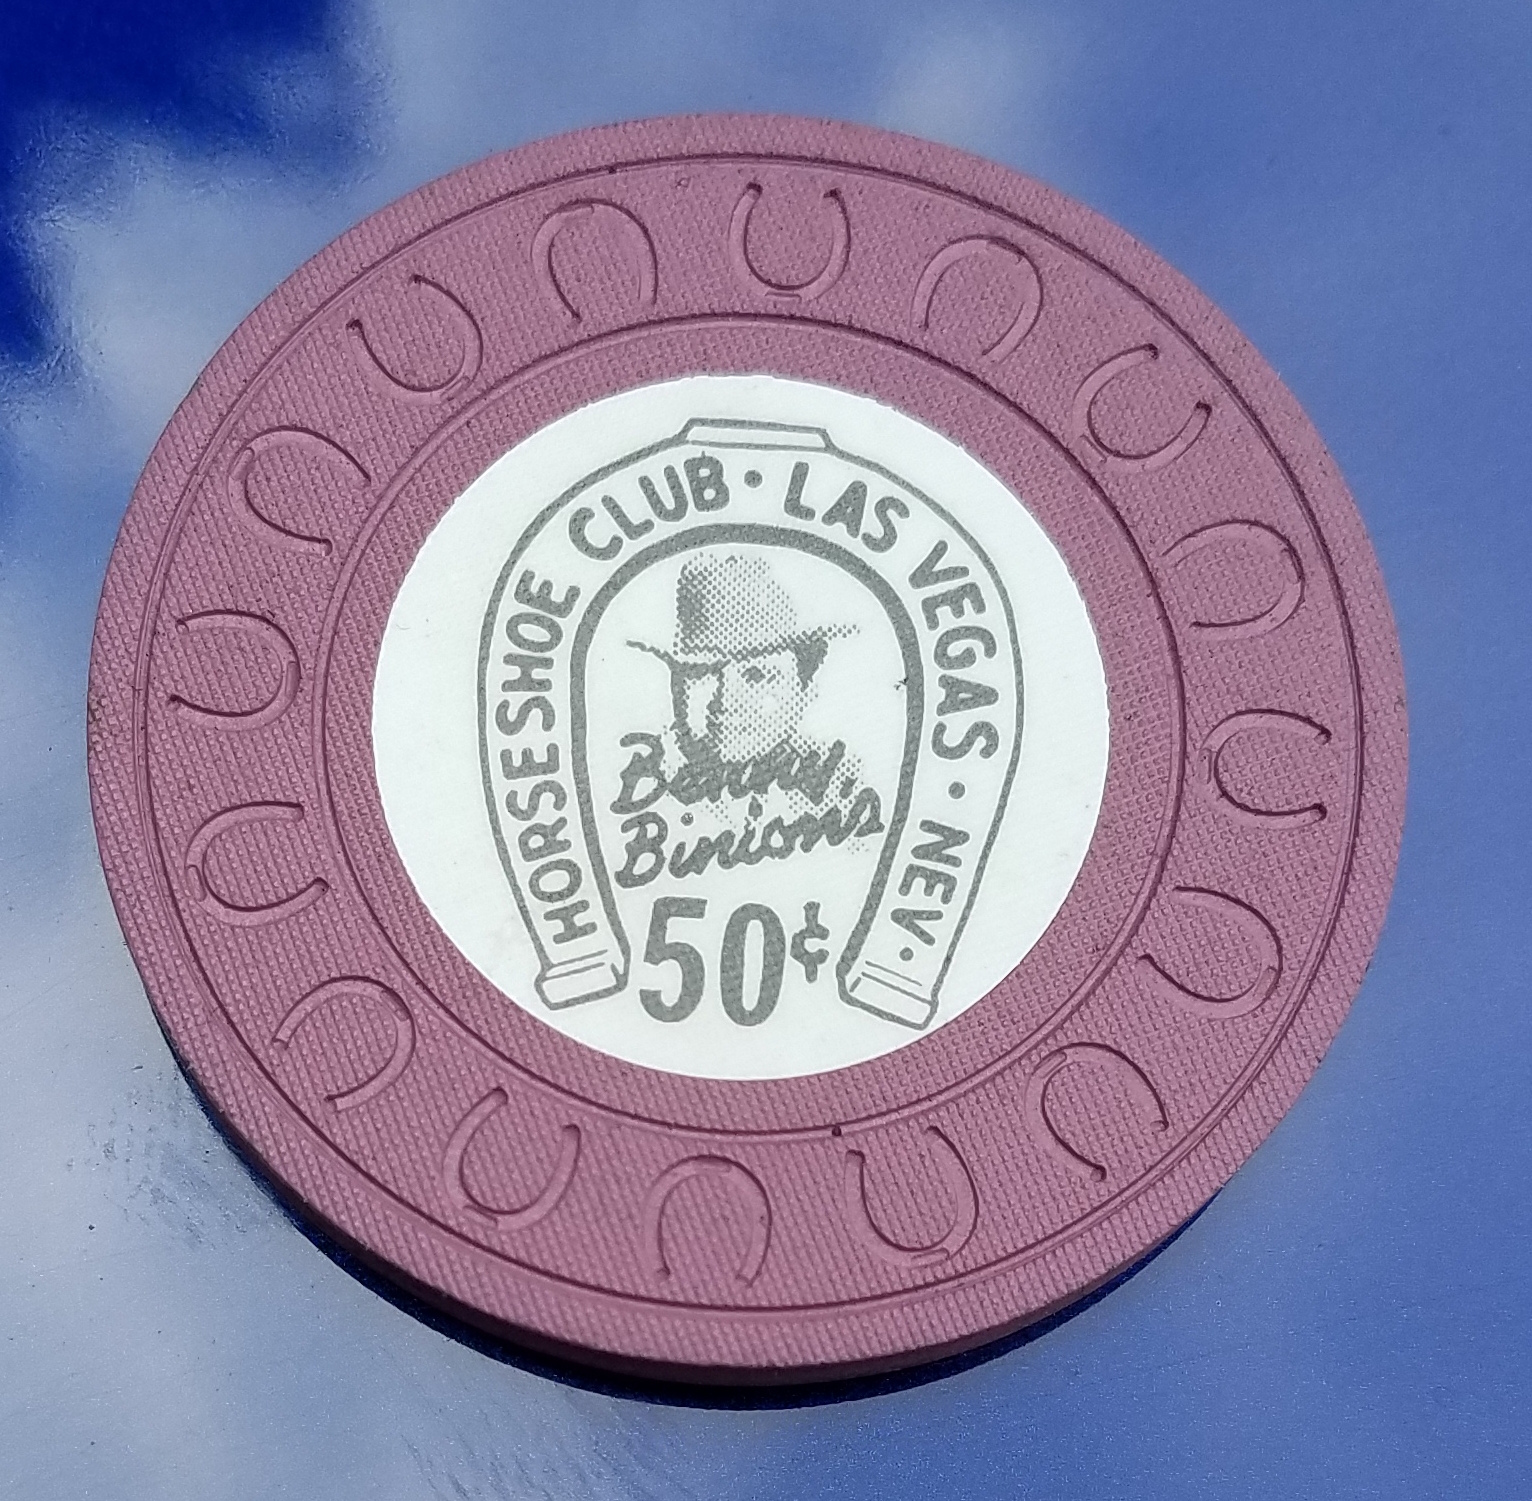 HORSESHOE CLUB · LAS VEGAS · NEV ·
Benny
Binion's
50¢